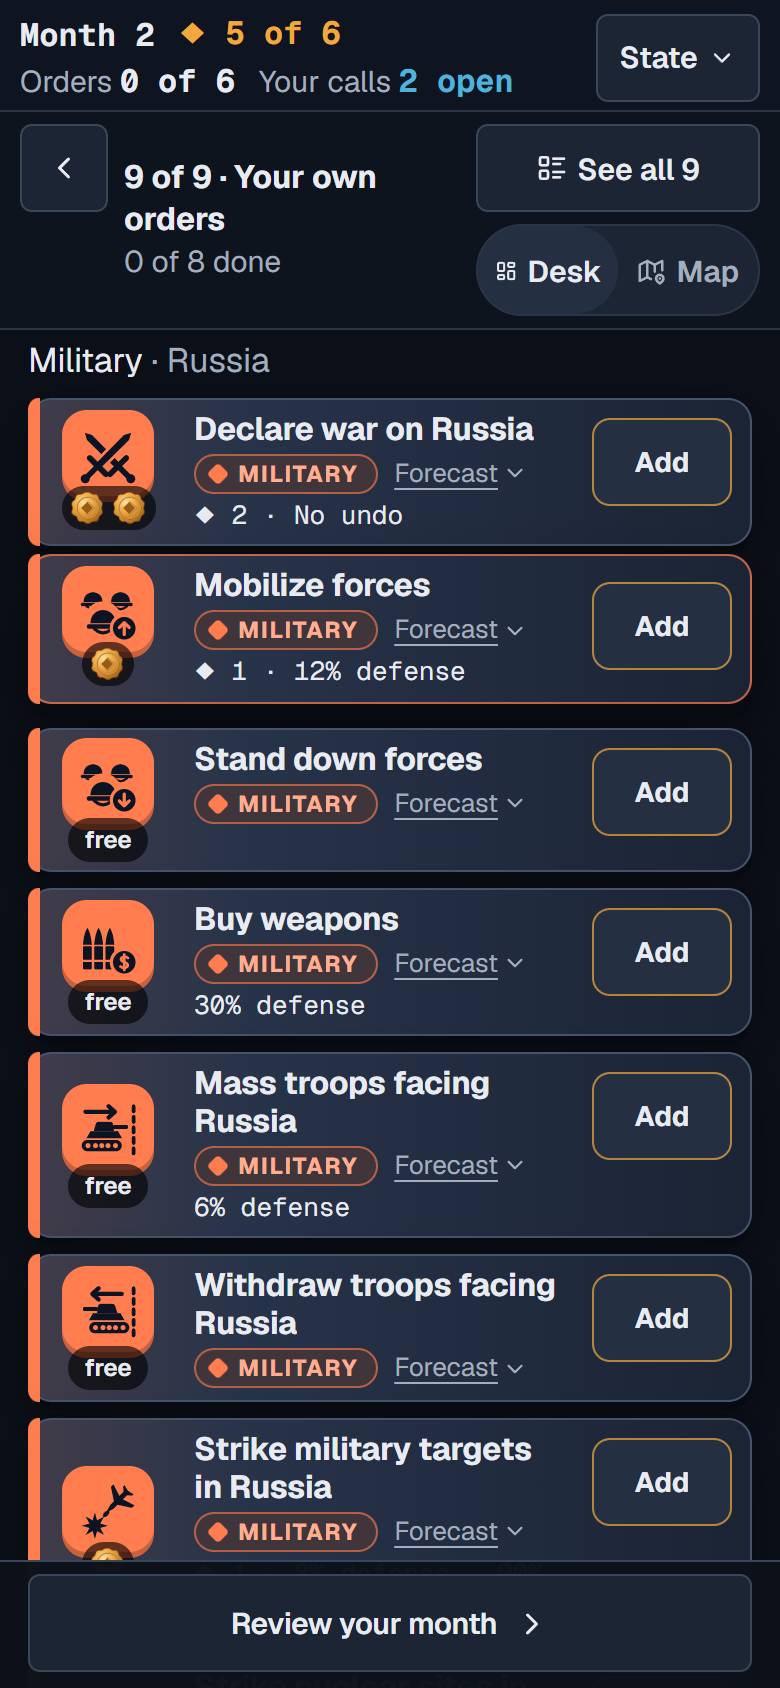 Month 2 ◆ 5 of 6
Orders 0 of 6 Your calls 2 open
State
9 of 9 · Your own
orders
0 of 8 done
See all 9
Desk
Map
Military · Russia
Declare war on Russia
MILITARY Forecast
◆ 2 · No undo
Add
Mobilize forces
MILITARY Forecast
◆ 1 · 12% defense
Add
Stand down forces
MILITARY Forecast
free
Add
Buy weapons
MILITARY Forecast
30% defense
free
Add
Mass troops facing
Russia
MILITARY Forecast
6% defense
free
Add
Withdraw troops facing
Russia
MILITARY Forecast
free
Add
Strike military targets
in Russia
MILITARY Forecast
Add
Review your month